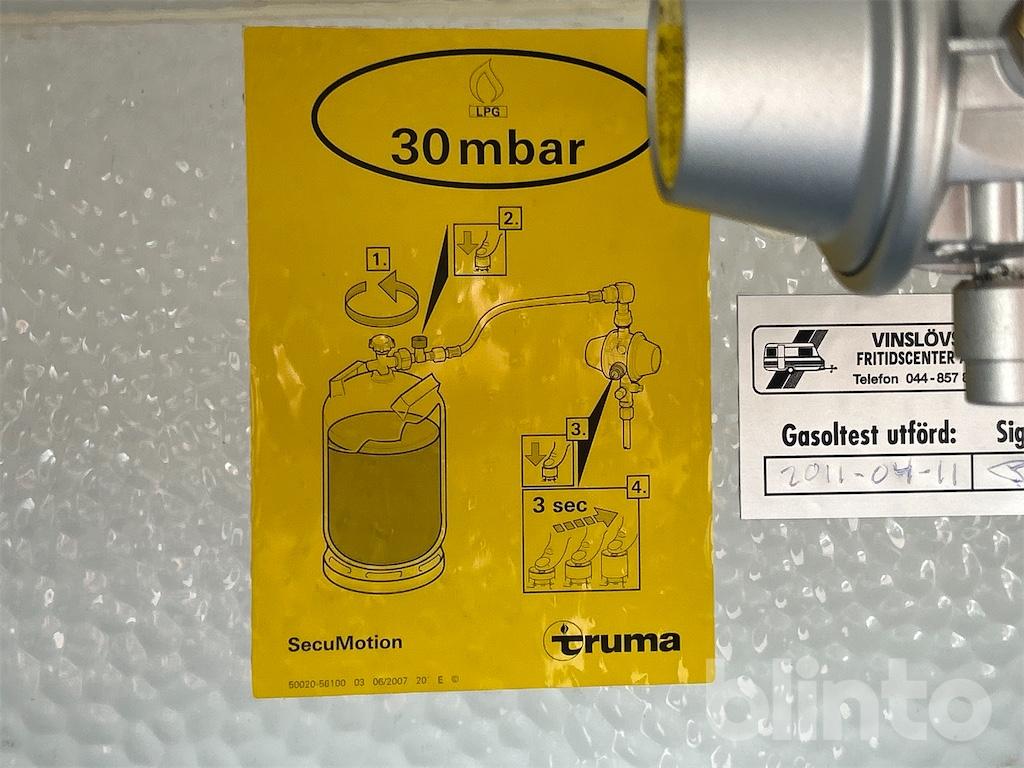 LPG
30 mbar
1.
2.
3.
4.
3 sec
SecuMotion
truma
50020-56100 03 06/2007 20' E ©
VINSLÖVS
FRITIDSCENTER
Telefon 044-857
Gasoltest utförd:
Sig
2011-04-11
blinto